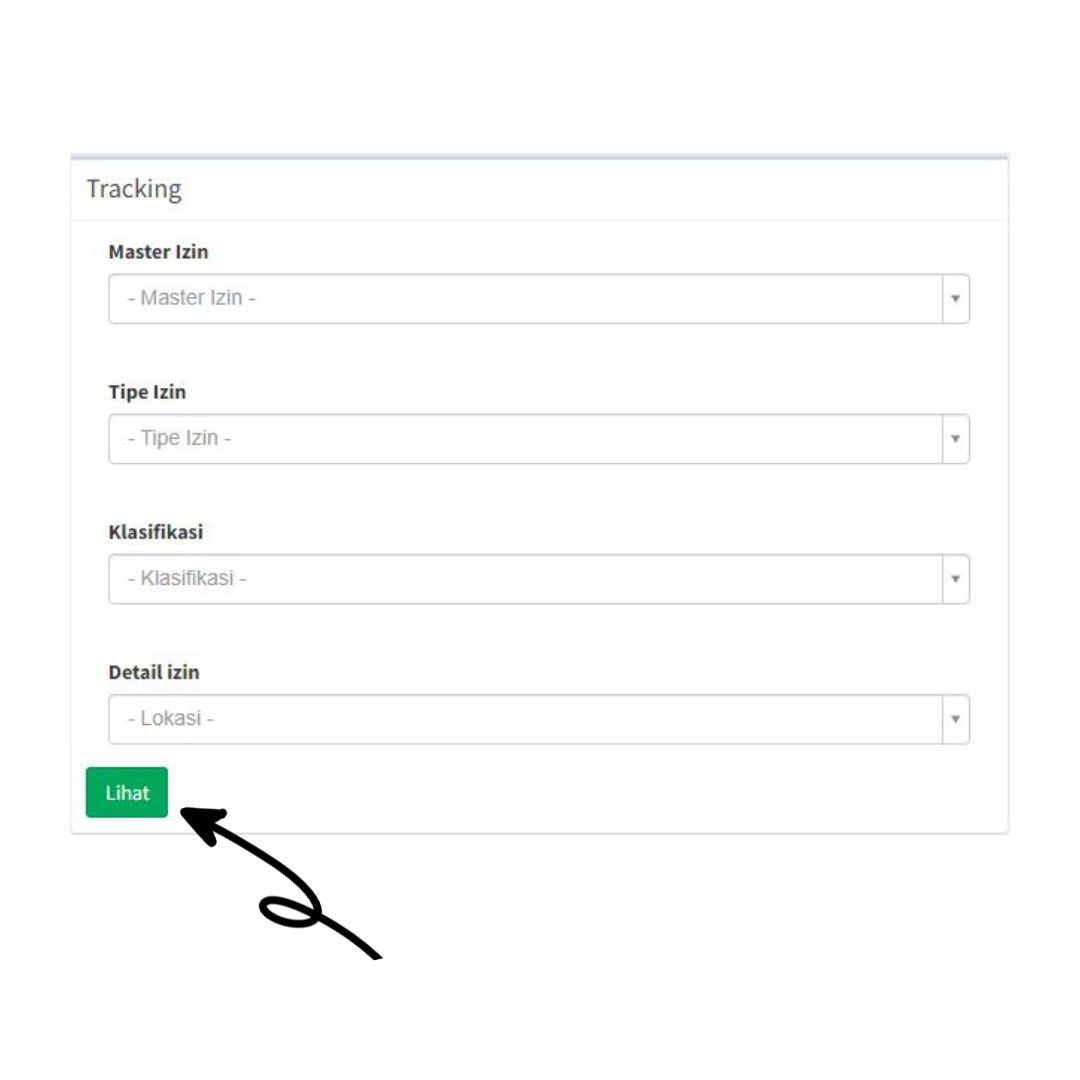 Tracking
Master Izin
- Master Izin -
Tipe Izin
- Tipe Izin -
Klasifikasi
- Klasifikasi -
Detail izin
- Lokasi -
Lihat